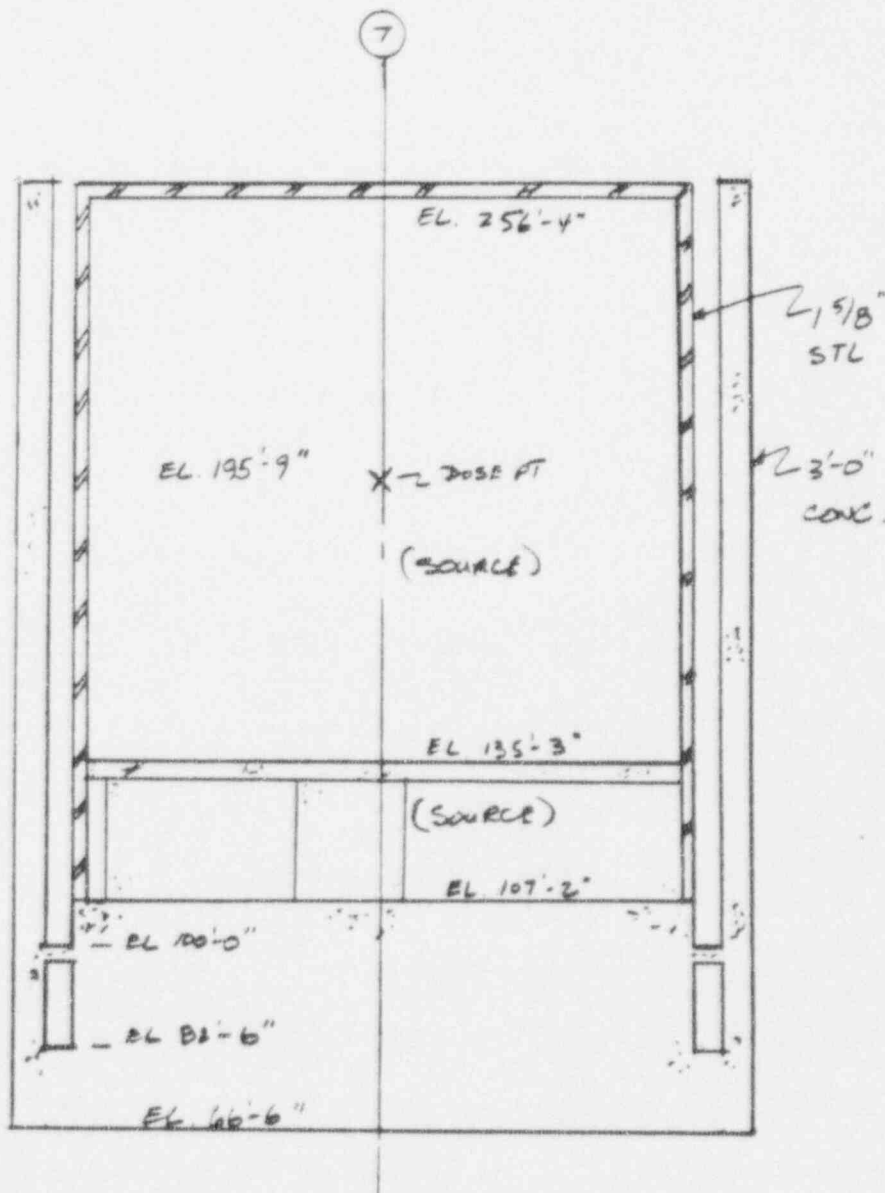 7
EL. 256'-4"
1 5/8"
STL
EL. 195'-9"
X DOSE PT
3'-0"
CONC.
(SOURCE)
EL 135'-3"
(SOURCE)
EL 107'-2"
EL 100'-0"
EL
EL. 66'-6"